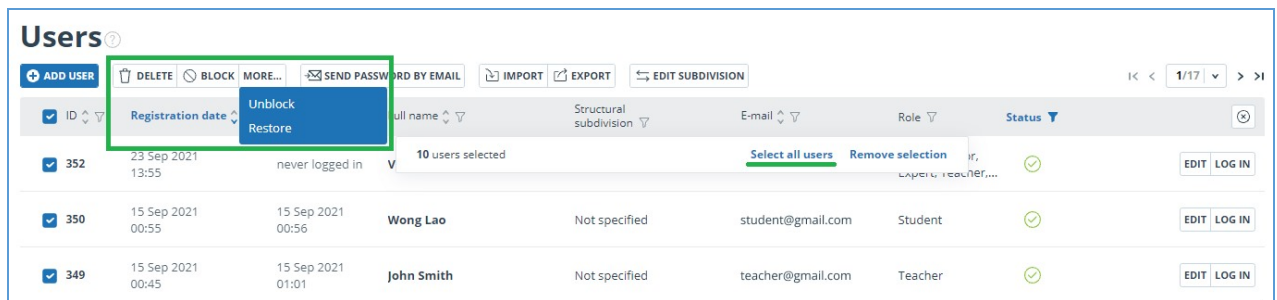 Users
ADD USER DELETE BLOCK MORE... SEND PASSWORD BY EMAIL IMPORT EXPORT EDIT SUBDIVISION 1/17
Unblock
Restore
ID Registration date full name Structural subdivision E-mail Role Status
10 users selected Select all users Remove selection
352 23 Sep 2021 13:55 never logged in V Expert, Teacher,... EDIT LOG IN
350 15 Sep 2021 00:55 15 Sep 2021 00:56 Wong Lao Not specified student@gmail.com Student EDIT LOG IN
349 15 Sep 2021 00:45 15 Sep 2021 01:01 John Smith Not specified teacher@gmail.com Teacher EDIT LOG IN